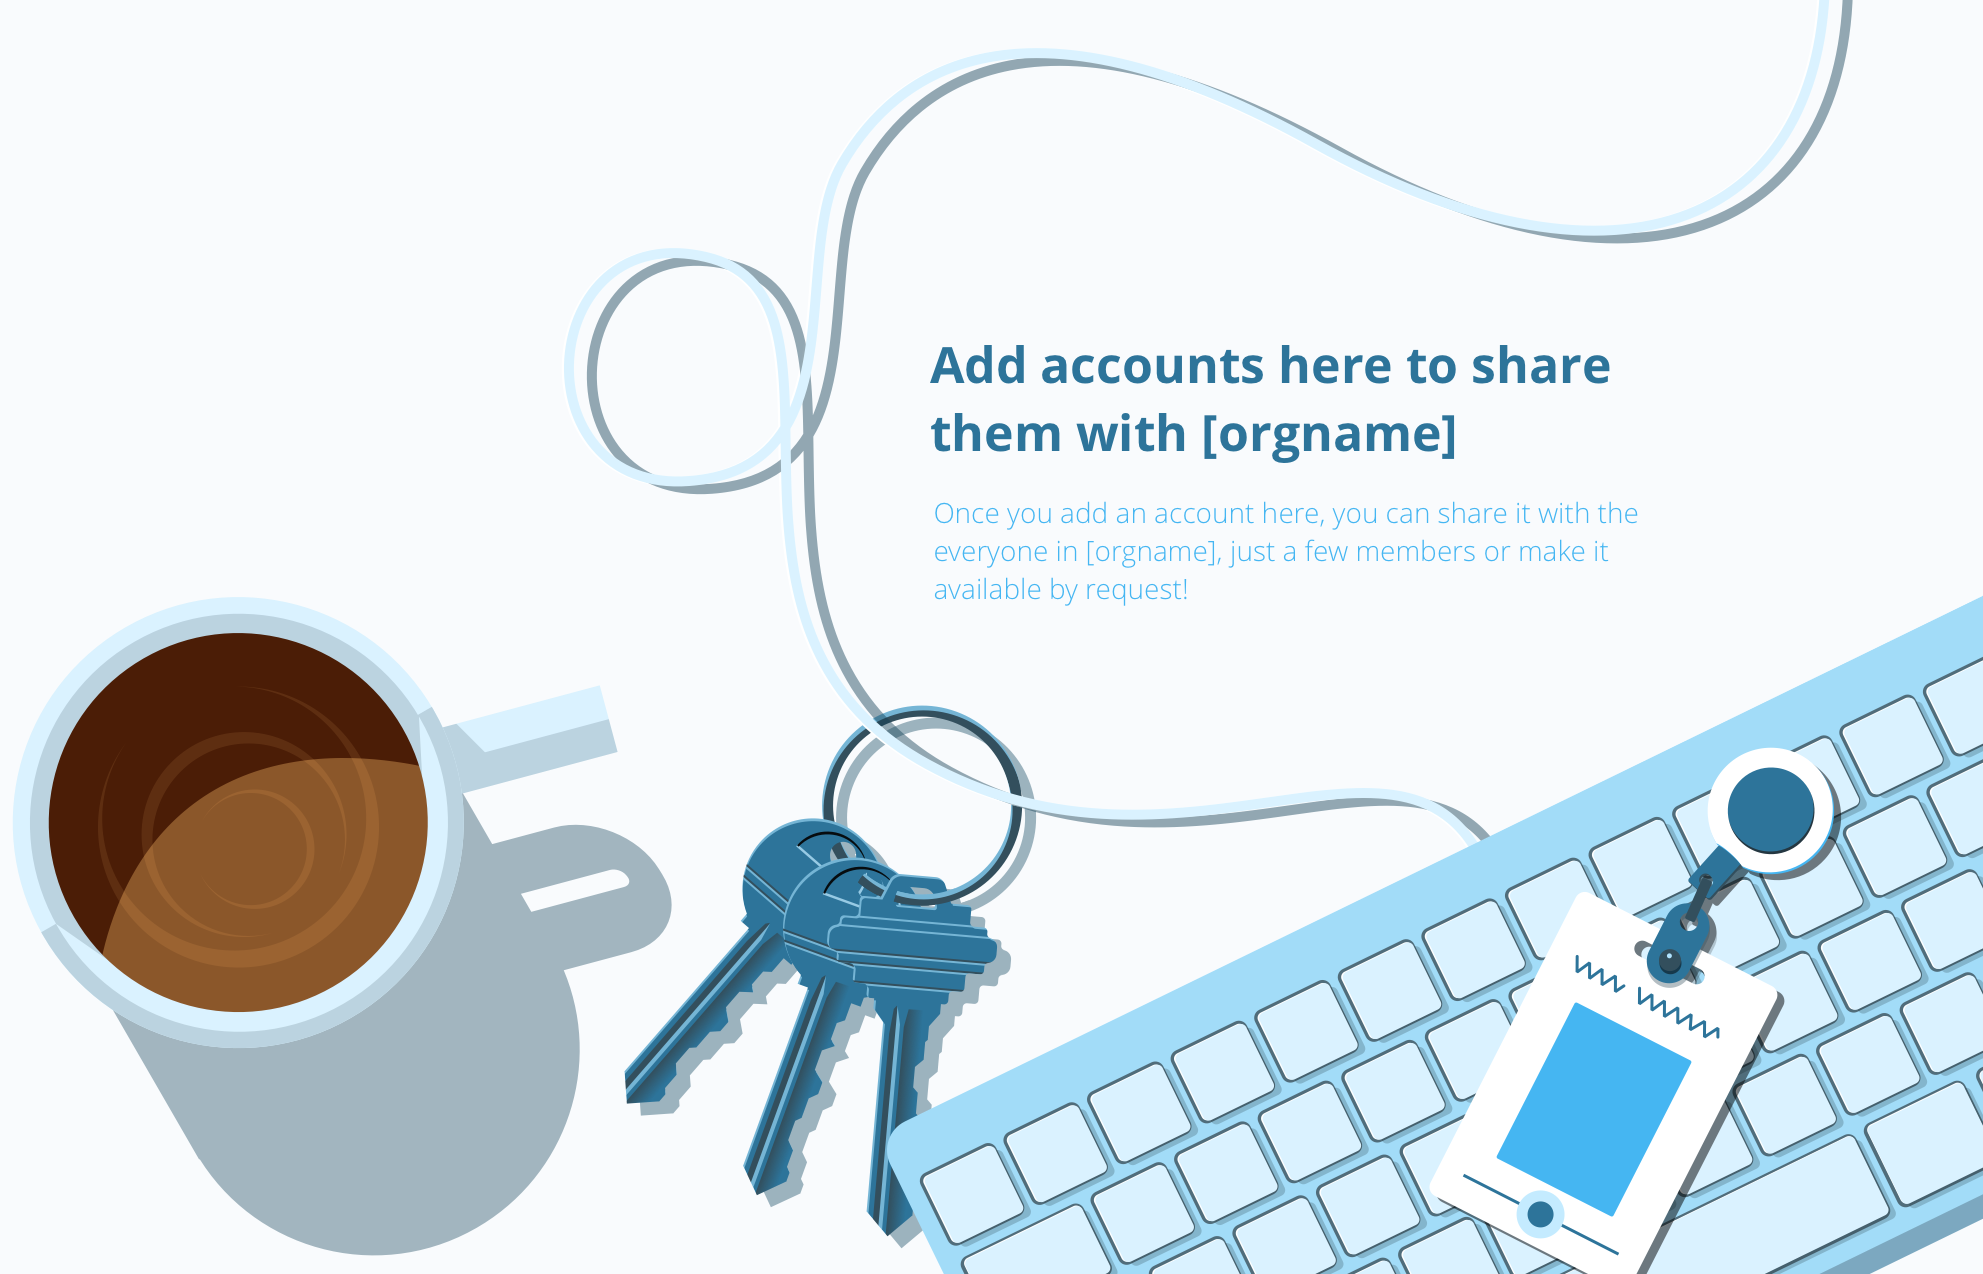 Add accounts here to share
them with [orgname]
Once you add an account here, you can share it with the
everyone in [orgname], just a few members or make it
available by request!